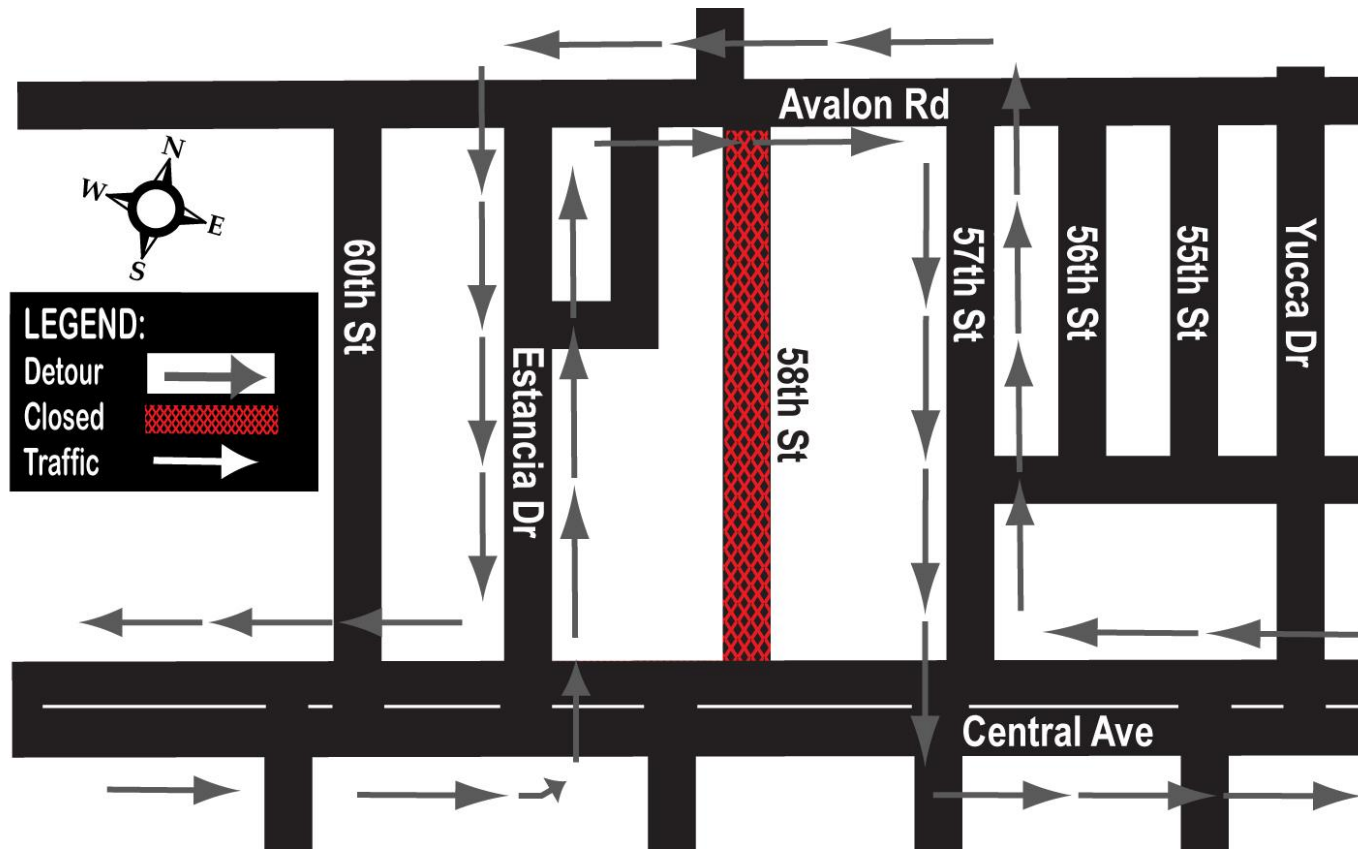 Avalon Rd
N
W
E
S
60th St
Estancia Dr
58th St
57th St
56th St
55th St
Yucca Dr
LEGEND:
Detour
Closed
Traffic
Central Ave